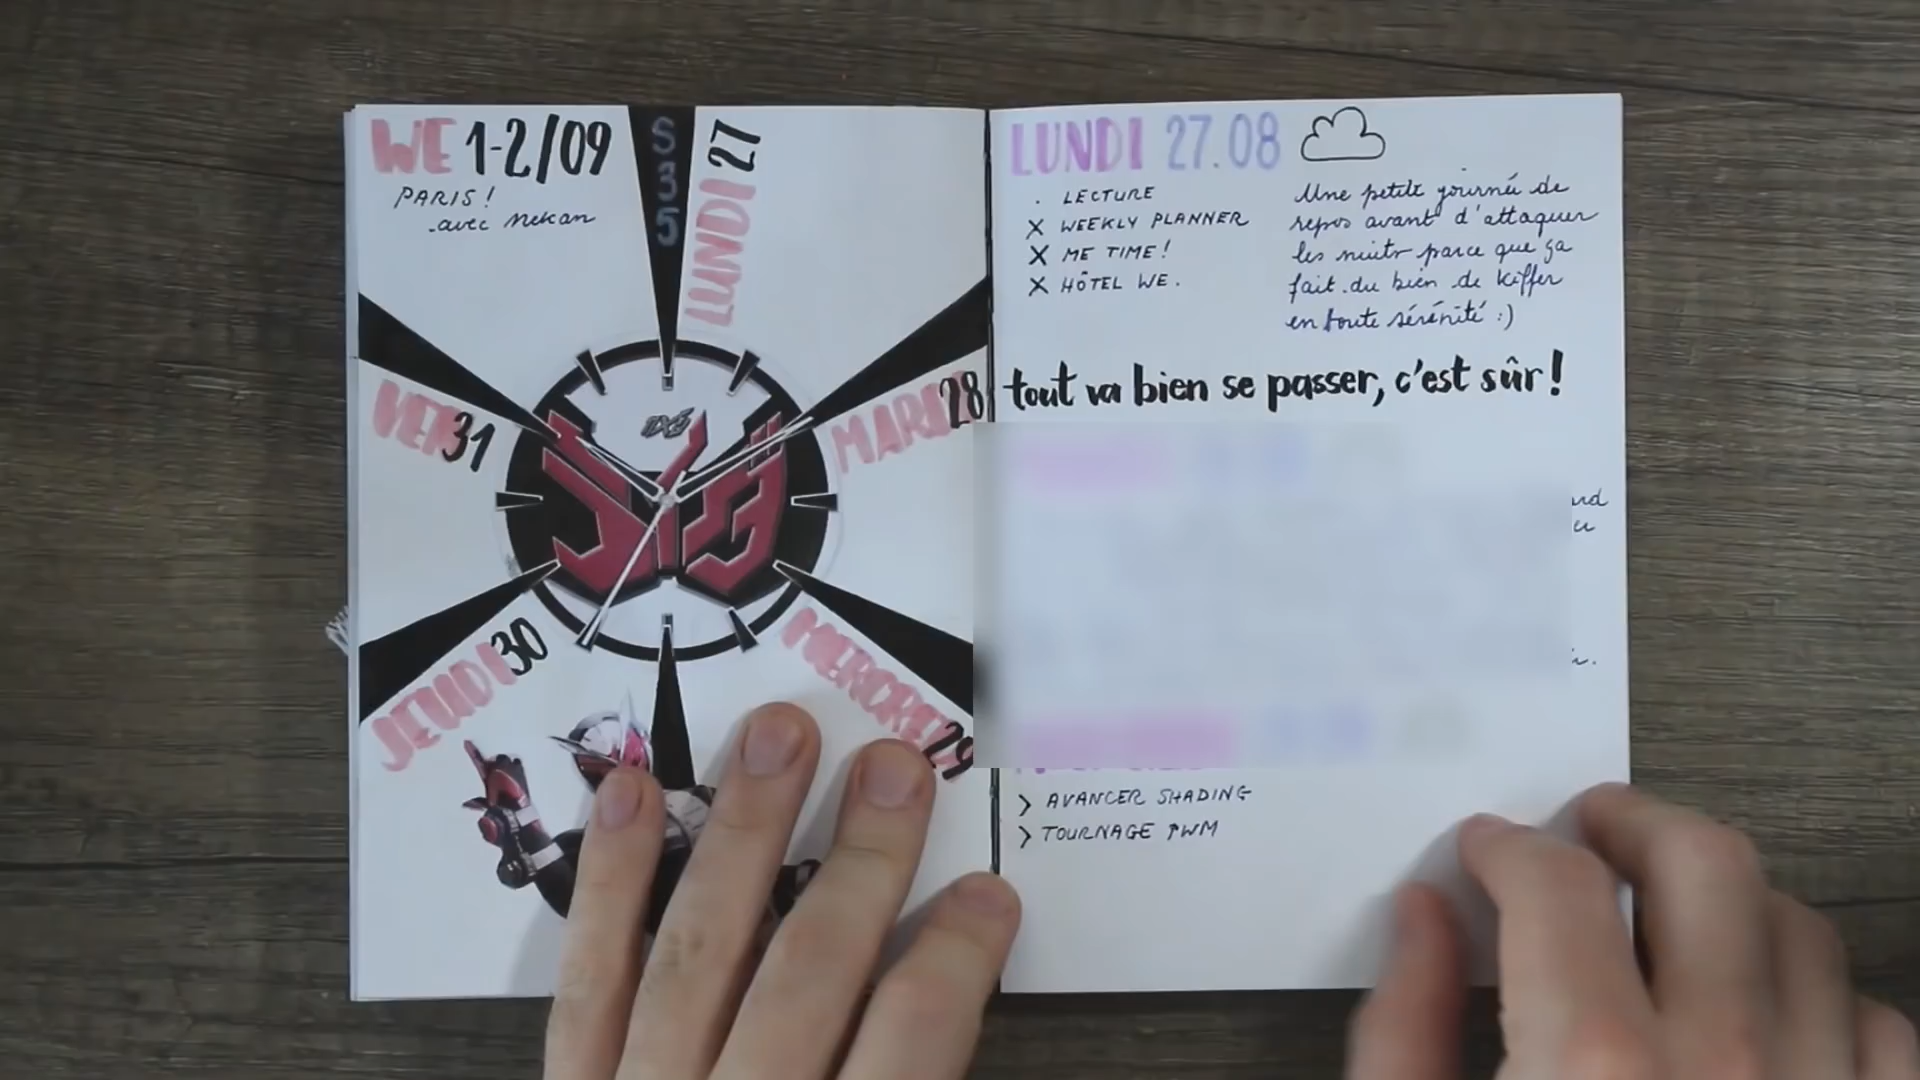 WE 1-2/09
PARIS!
. avec Mekan
S35
LUNDI 27
MARDI 28
MERCREDI 29
JEUDI 30
VEN 31
LUNDI 27.08
. LECTURE
X WEEKLY PLANNER
X ME TIME!
X HÔTEL WE.
Une petite journée de
repos avant d'attaquer
les nuits parce que ça
fait du bien de kiffer
en toute sérénité :)
tout va bien se passer, c'est sûr!
> AVANCER SHADING
> TOURNAGE